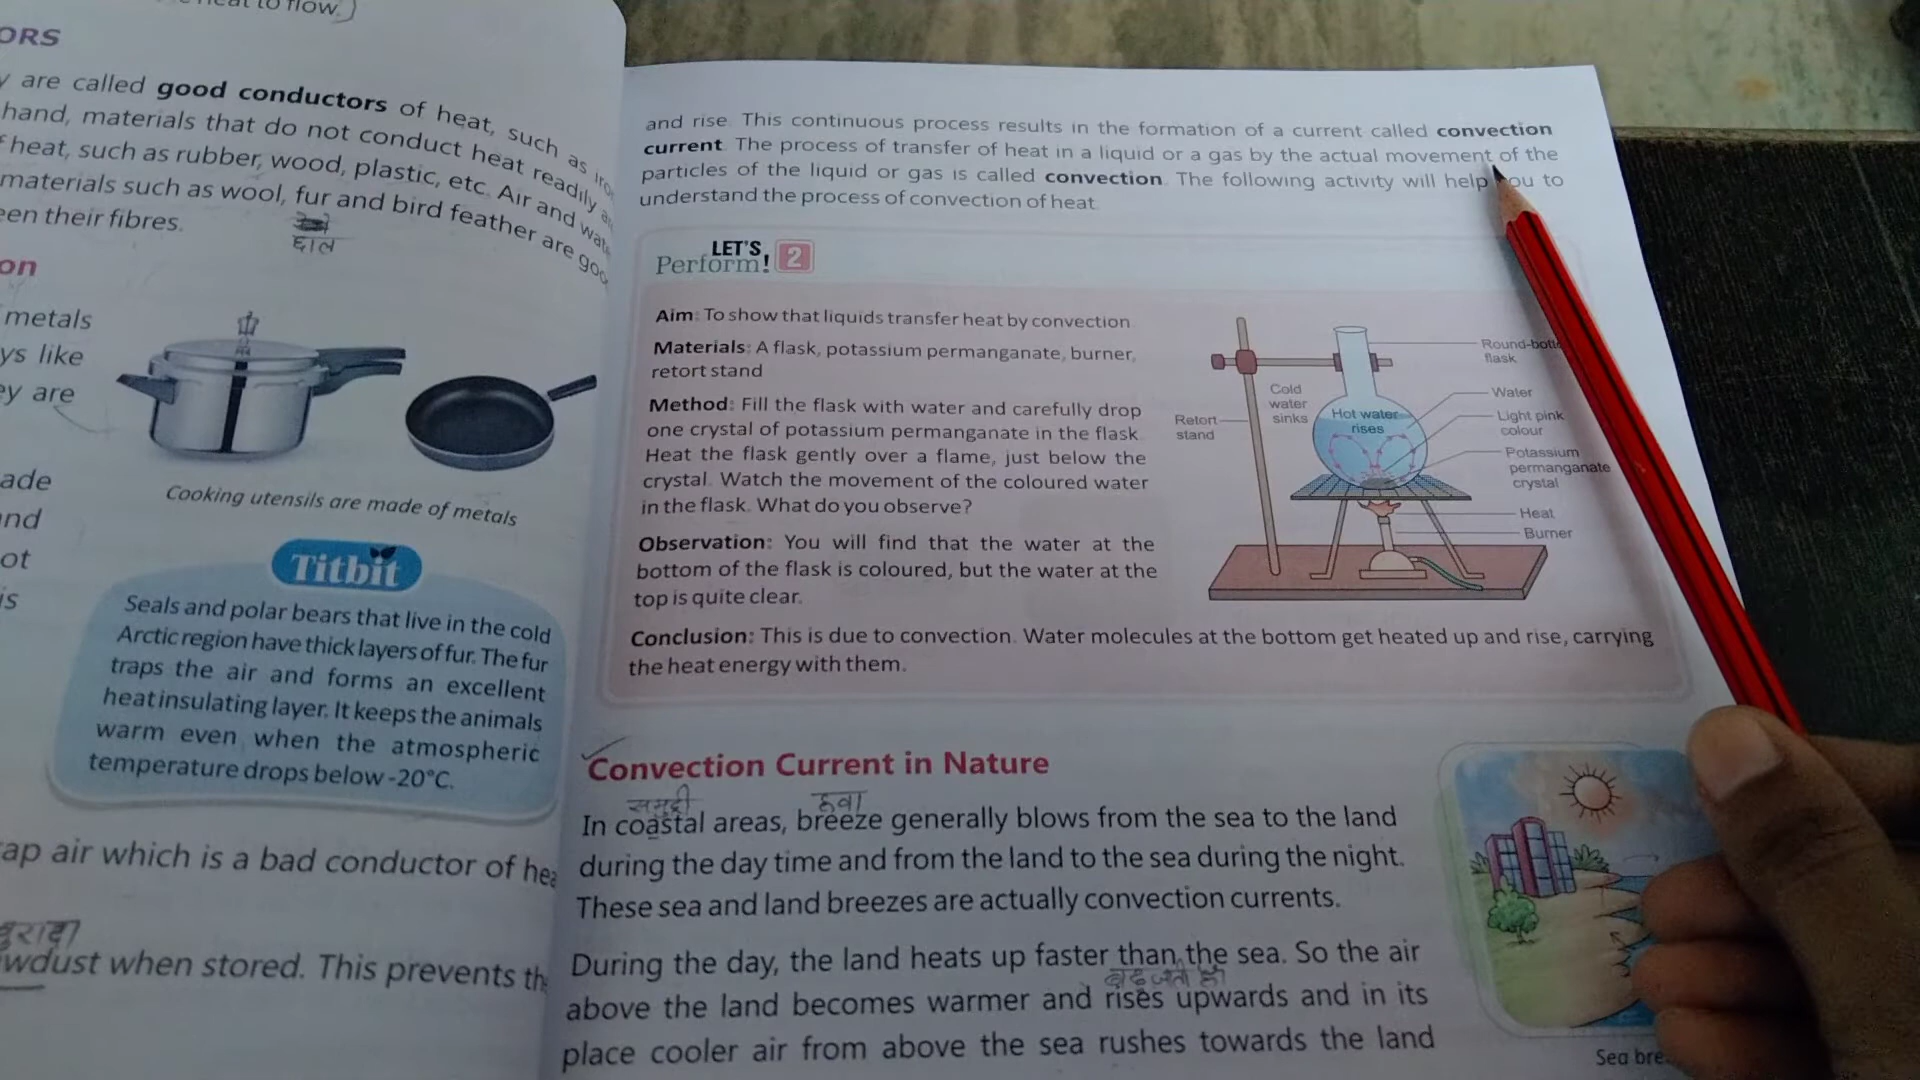 heat to flow.)
ORS
are called good conductors of heat, such as iro
hand, materials that do not conduct heat readily
heat, such as rubber, wood, plastic, etc. Air and wat
materials such as wool, fur and bird feather are goo
een their fibres.
छाल
on
metals
ys like
ey are
ade
and
ot
is
Cooking utensils are made of metals
Titbit
Seals and polar bears that live in the cold
Arctic region have thick layers of fur. The fur
traps the air and forms an excellent
heat insulating layer. It keeps the animals
warm even when the atmospheric
temperature drops below -20°C.
ap air which is a bad conductor of hea
बुरादा
wdust when stored. This prevents th
and rise. This continuous process results in the formation of a current called convection
current. The process of transfer of heat in a liquid or a gas by the actual movement of the
particles of the liquid or gas is called convection. The following activity will help you to
understand the process of convection of heat.
LET'S
Perform! 2
Aim: To show that liquids transfer heat by convection.
Materials: A flask, potassium permanganate, burner,
retort stand
Method: Fill the flask with water and carefully drop
one crystal of potassium permanganate in the flask.
Heat the flask gently over a flame, just below the
crystal. Watch the movement of the coloured water
in the flask. What do you observe?
Observation: You will find that the water at the
bottom of the flask is coloured, but the water at the
top is quite clear.
Round-bott
flask
Cold
water
sinks
Hot water
rises
Water
Retort
stand
Light pink
colour
Potassium
permanganate
crystal
Heat
Burner
Conclusion: This is due to convection. Water molecules at the bottom get heated up and rise, carrying
the heat energy with them.
Convection Current in Nature
समुद्री हवा
In coastal areas, breeze generally blows from the sea to the land
during the day time and from the land to the sea during the night.
These sea and land breezes are actually convection currents.
During the day, the land heats up faster than the sea. So the air
above the land becomes warmer and rises upwards and in its
place cooler air from above the sea rushes towards the land
Sea bre